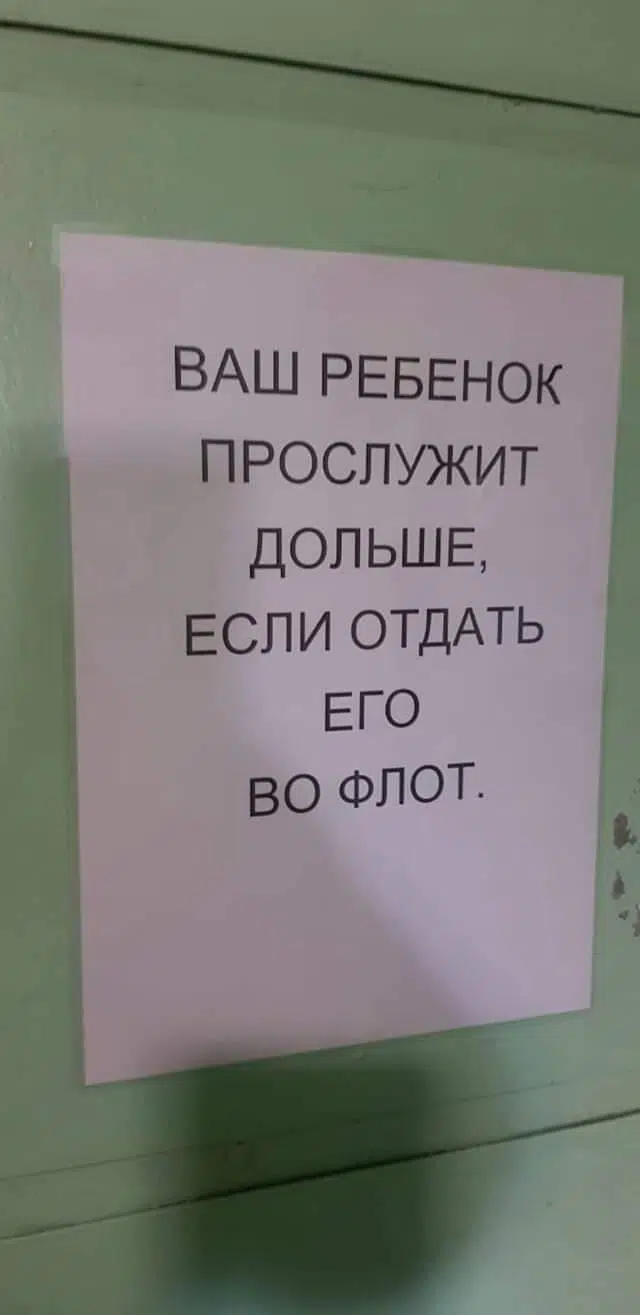 ВАШ РЕБЕНОК
ПРОСЛУЖИТ
ДОЛЬШЕ,
ЕСЛИ ОТДАТЬ
ЕГО
ВО ФЛОТ.